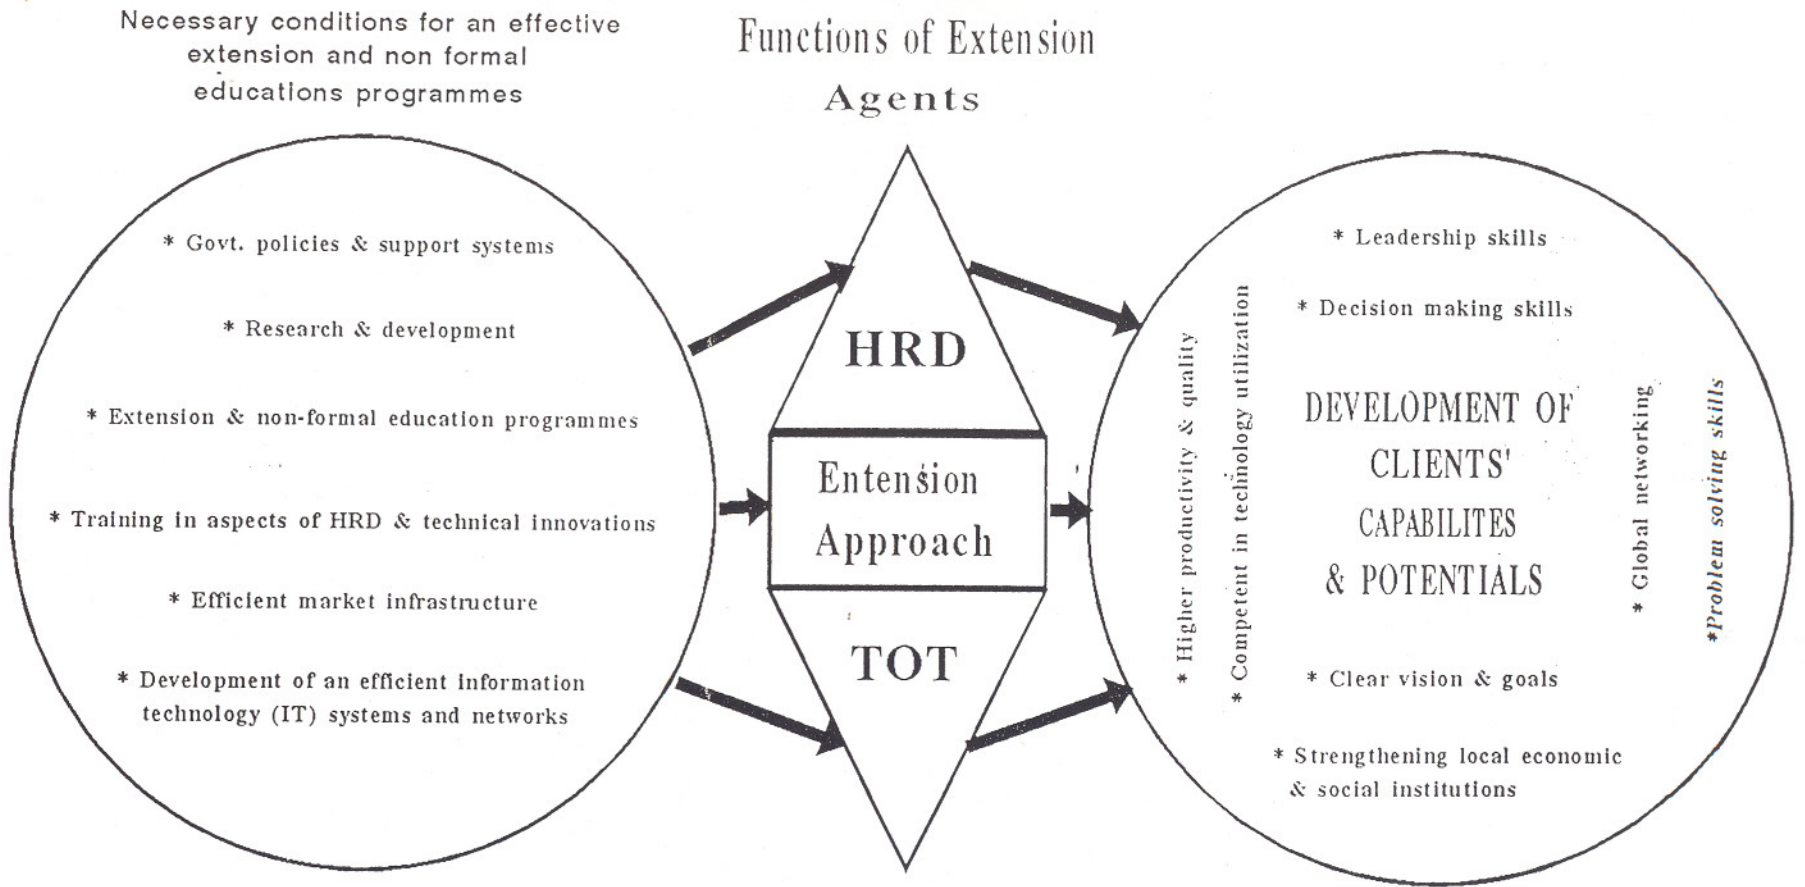 Necessary conditions for an effective
extension and non formal
educations programmes
* Govt. policies & support systems
* Research & development
* Extension & non-formal education programmes
* Training in aspects of HRD & technical innovations
* Efficient market infrastructure
* Development of an efficient information
technology (IT) systems and networks
Functions of Extension
Agents
HRD
Entension
Approach
TOT
* Leadership skills
* Decision making skills
* Higher productivity & quality
* Competent in technology utilization
DEVELOPMENT OF
CLIENTS'
CAPABILITES
& POTENTIALS
* Global networking
*Problem solving skills
* Clear vision & goals
* Strengthening local economic
& social institutions